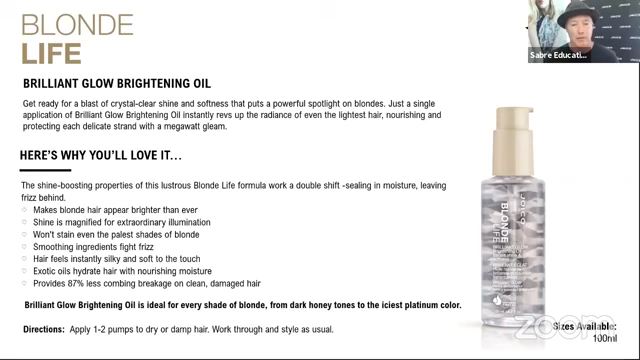 BLONDE
LIFE
BRILLIANT GLOW BRIGHTENING OIL
Get ready for a blast of crystal-clear shine and softness that puts a powerful spotlight on blondes. Just a single
application of Brilliant Glow Brightening Oil instantly revs up the radiance of even the lightest hair, nourishing and
protecting each delicate strand with a megawatt gleam.
HERE'S WHY YOU'LL LOVE IT…
The shine-boosting properties of this lustrous Blonde Life formula work a double shift -sealing in moisture, leaving
frizz behind.
Makes blonde hair appear brighter than ever
Shine is magnified for extraordinary illumination
Won't stain even the palest shades of blonde
Smoothing ingredients fight frizz
Hair feels instantly silky and soft to the touch
Exotic oils hydrate hair with nourishing moisture
Provides 87% less combing breakage on clean, damaged hair
Brilliant Glow Brightening Oil is ideal for every shade of blonde, from dark honey tones to the iciest platinum color.
Directions: Apply 1-2 pumps to dry or damp hair. Work through and style as usual.
Sabre Educati...
JOICO
BLONDE
LIFE
zoom
Sizes Available:
100ml